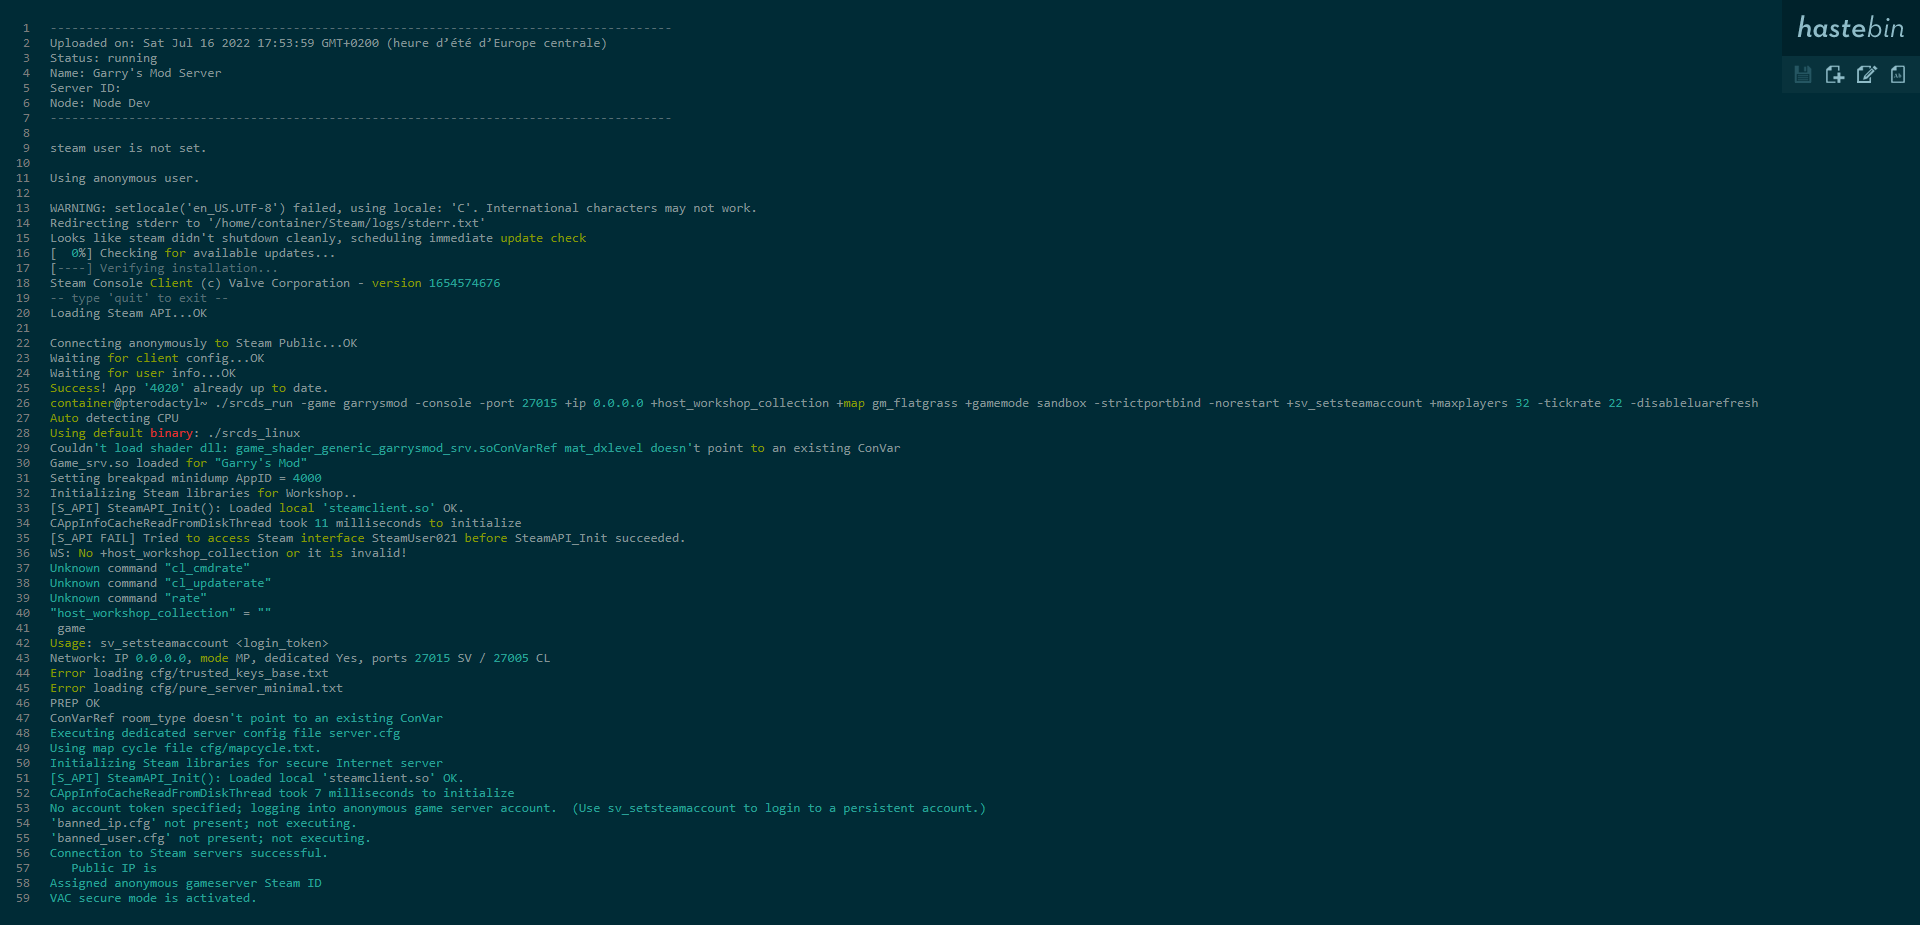 hastebin
1 ---------------------------------------------------------------------------------------
2 Uploaded on: Sat Jul 16 2022 17:53:59 GMT+0200 (heure d’été d’Europe centrale)
3 Status: running
4 Name: Garry's Mod Server
5 Server ID:
6 Node: Node Dev
7 ---------------------------------------------------------------------------------------
8
9 steam user is not set.
10
11 Using anonymous user.
12
13 WARNING: setlocale('en_US.UTF-8') failed, using locale: 'C'. International characters may not work.
14 Redirecting stderr to '/home/container/Steam/logs/stderr.txt'
15 Looks like steam didn't shutdown cleanly, scheduling immediate update check
16 [  0%] Checking for available updates...
17 [----] Verifying installation...
18 Steam Console Client (c) Valve Corporation - version 1654574676
19 -- type 'quit' to exit --
20 Loading Steam API...OK
21
22 Connecting anonymously to Steam Public...OK
23 Waiting for client config...OK
24 Waiting for user info...OK
25 Success! App '4020' already up to date.
26 container@pterodactyl~ ./srcds_run -game garrysmod -console -port 27015 +ip 0.0.0.0 +host_workshop_collection +map gm_flatgrass +gamemode sandbox -strictportbind -norestart +sv_setsteamaccount +maxplayers 32 -tickrate 22 -disableluarefresh
27 Auto detecting CPU
28 Using default binary: ./srcds_linux
29 Couldn't load shader dll: game_shader_generic_garrysmod_srv.soConVarRef mat_dxlevel doesn't point to an existing ConVar
30 Game_srv.so loaded for "Garry's Mod"
31 Setting breakpad minidump AppID = 4000
32 Initializing Steam libraries for Workshop..
33 [S_API] SteamAPI_Init(): Loaded local 'steamclient.so' OK.
34 CAppInfoCacheReadFromDiskThread took 11 milliseconds to initialize
35 [S_API FAIL] Tried to access Steam interface SteamUser021 before SteamAPI_Init succeeded.
36 WS: No +host_workshop_collection or it is invalid!
37 Unknown command "cl_cmdrate"
38 Unknown command "cl_updaterate"
39 Unknown command "rate"
40 "host_workshop_collection" = ""
41  game
42 Usage: sv_setsteamaccount <login_token>
43 Network: IP 0.0.0.0, mode MP, dedicated Yes, ports 27015 SV / 27005 CL
44 Error loading cfg/trusted_keys_base.txt
45 Error loading cfg/pure_server_minimal.txt
46 PREP OK
47 ConVarRef room_type doesn't point to an existing ConVar
48 Executing dedicated server config file server.cfg
49 Using map cycle file cfg/mapcycle.txt.
50 Initializing Steam libraries for secure Internet server
51 [S_API] SteamAPI_Init(): Loaded local 'steamclient.so' OK.
52 CAppInfoCacheReadFromDiskThread took 7 milliseconds to initialize
53 No account token specified; logging into anonymous game server account.  (Use sv_setsteamaccount to login to a persistent account.)
54 'banned_ip.cfg' not present; not executing.
55 'banned_user.cfg' not present; not executing.
56 Connection to Steam servers successful.
57    Public IP is
58 Assigned anonymous gameserver Steam ID
59 VAC secure mode is activated.